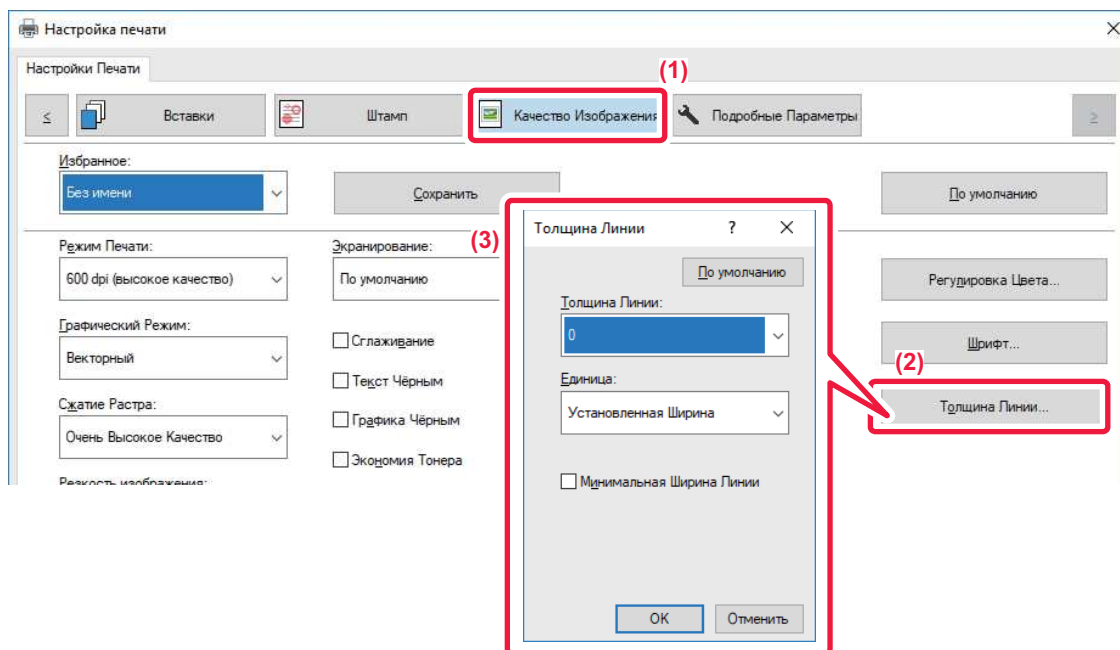 Настройка печати
Настройки Печати
(1)
< Вставки Штамп Качество Изображения Подробные Параметры >
Избранное:
Без имени Сохранить По умолчанию
Режим Печати: Экранирование:
600 dpi (высокое качество) По умолчанию Регулировка Цвета...
Графический Режим:
Векторный Сглаживание Шрифт...
Текст Чёрным
Сжатие Растра: Графика Чёрным
(2)
Толщина Линии...
Очень Высокое Качество Экономия Тонера
Резкость изображения:
(3)
Толщина Линии ?
По умолчанию
Толщина Линии:
0
Единица:
Установленная Ширина
Минимальная Ширина Линии
OK Отменить